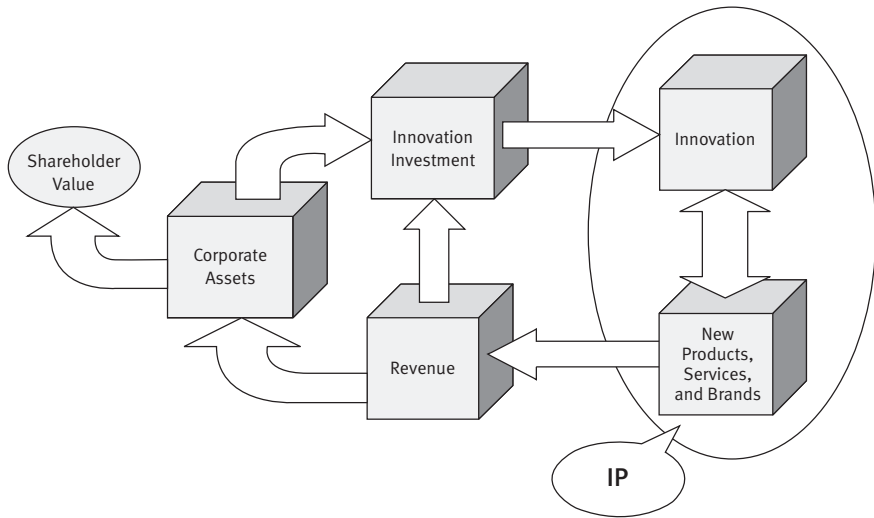 Shareholder
Value
Corporate
Assets
Innovation
Investment
Revenue
Innovation
New
Products,
Services,
and Brands
IP